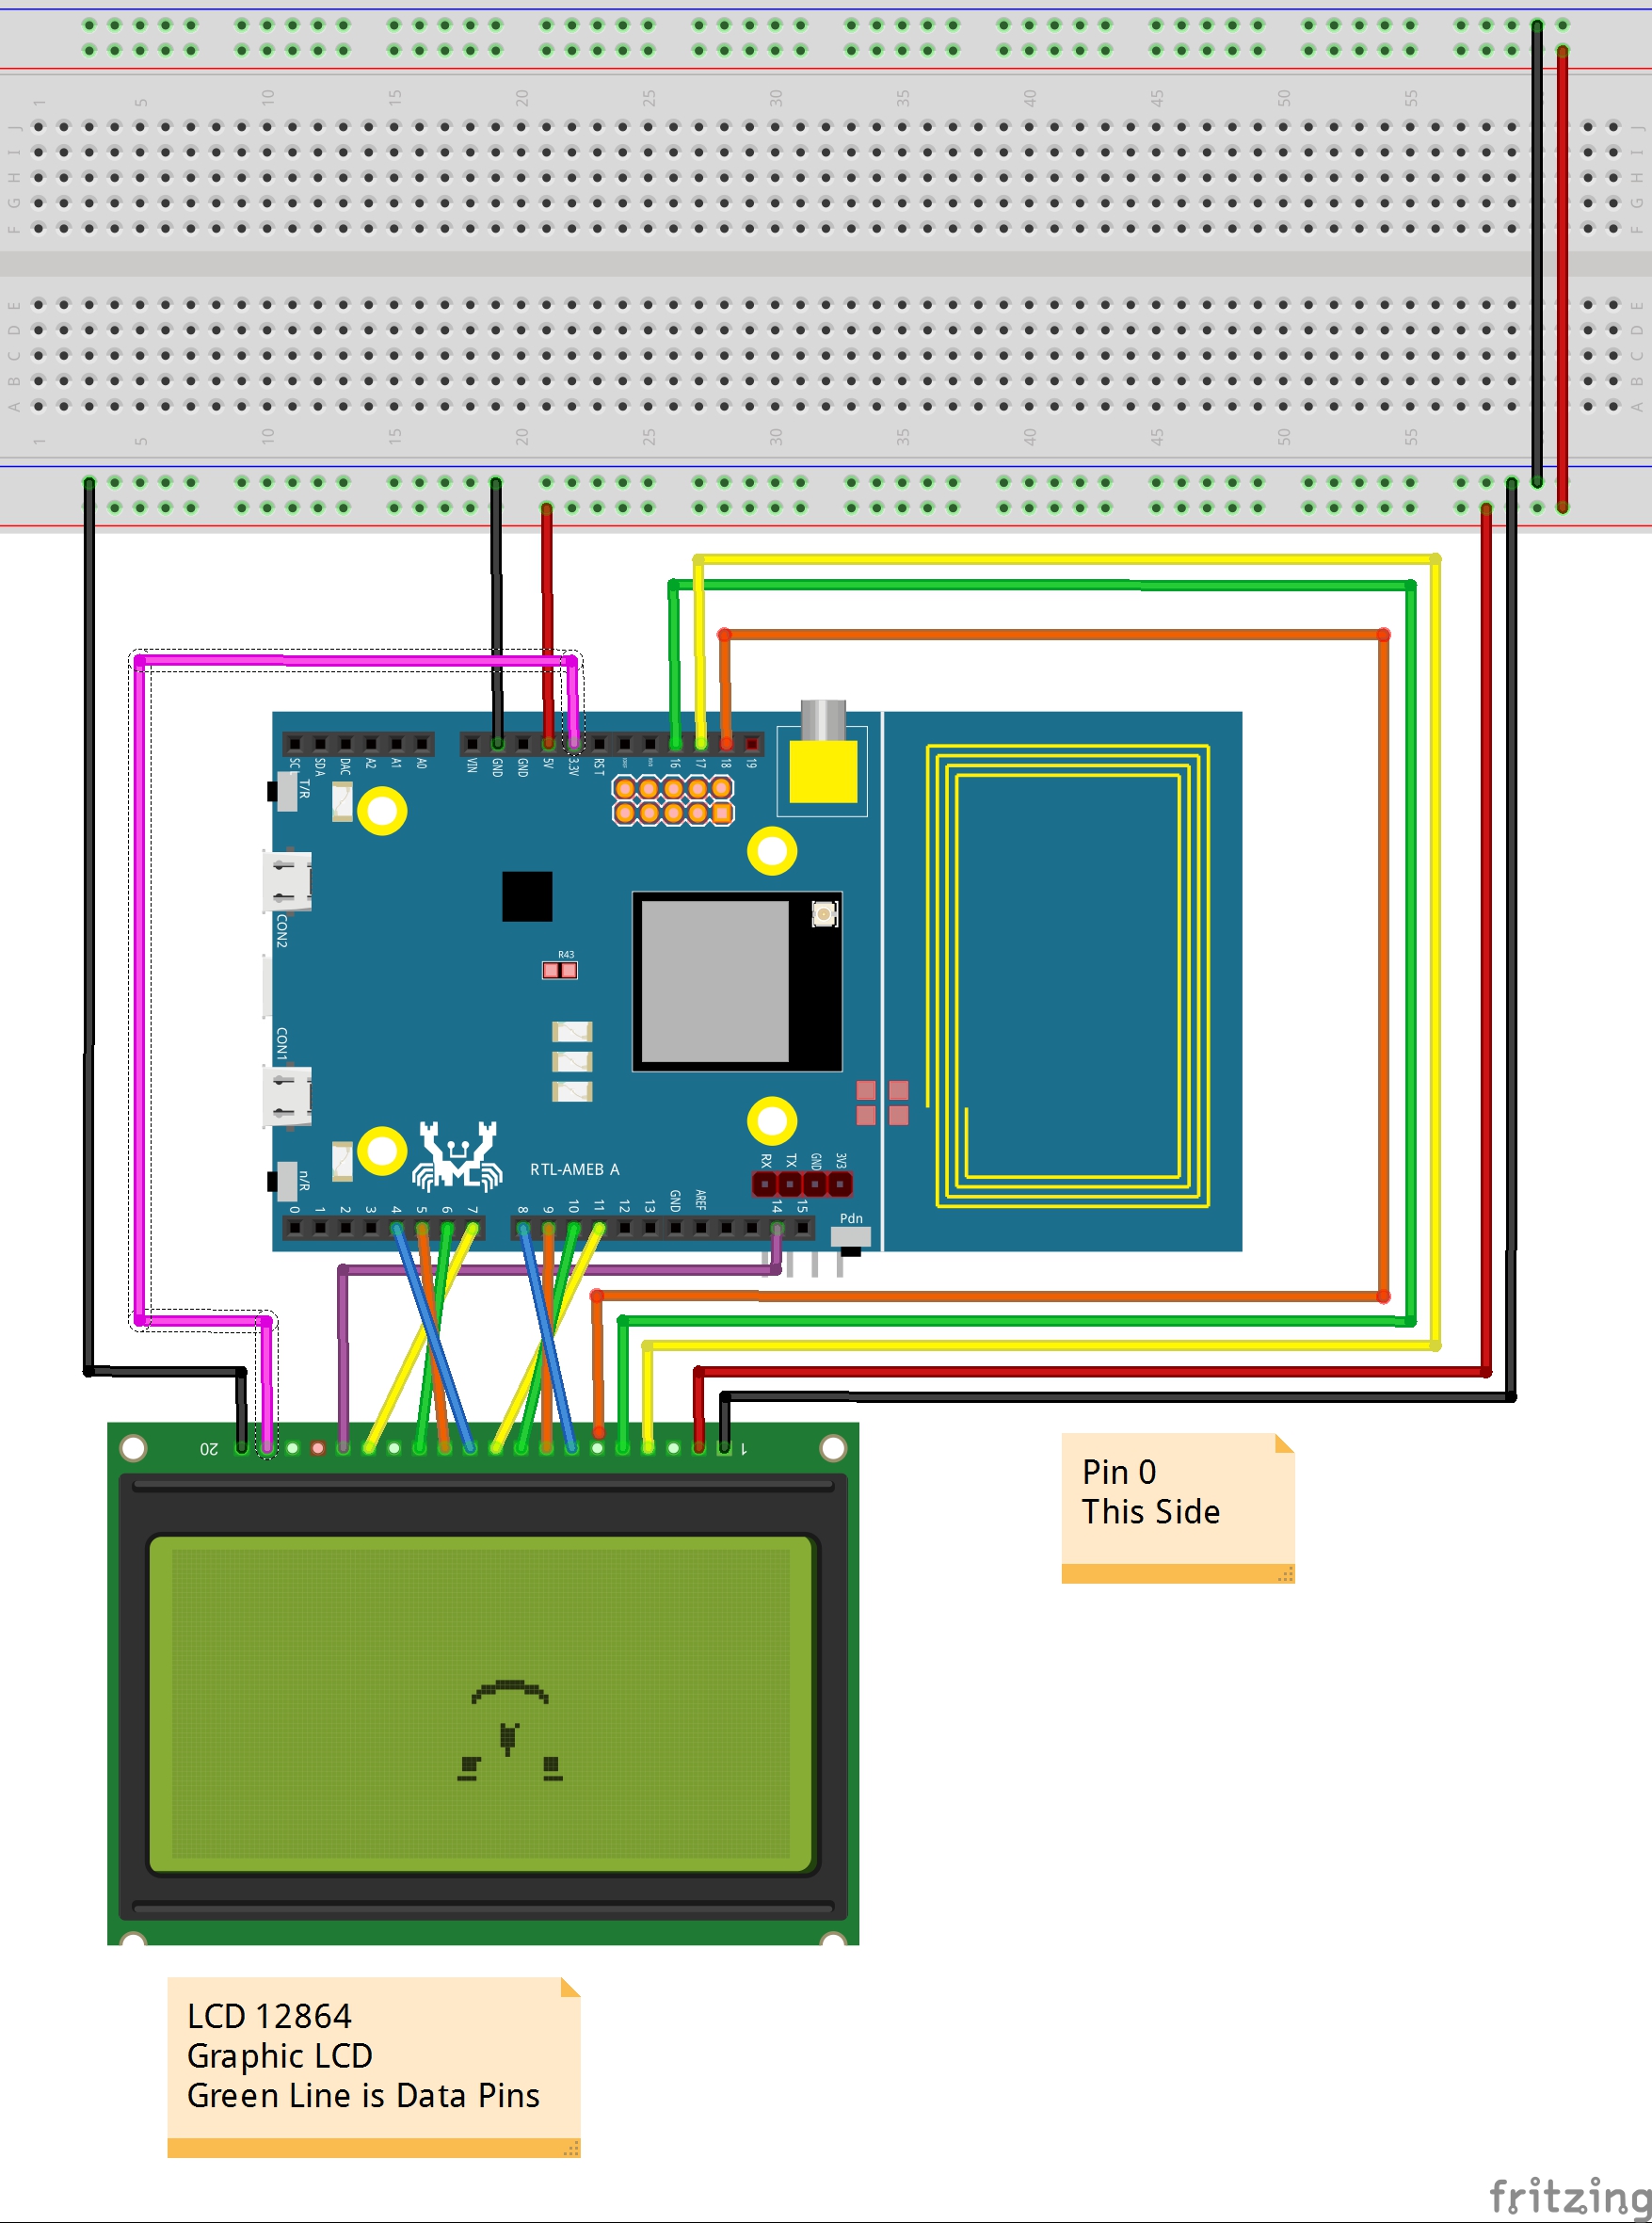 1 5 10 15 20 25 30 35 40 45 50 55
J J
I I
H H
G G
F F
E E
D D
C C
B B
A A
1 5 10 15 20 25 30 35 40 45 50 55
SCL SDA DAC A2 A1 A0 VIN GND GND 5V 3.3V RST 16 17 18 19
T/R
CON2
R43
CON1
RTL-AMEB A
RX TX GND 3V3
n/R
0 1 2 3 4 5 6 7 8 9 10 11 12 13 GND AREF 14 15
Pdn
20 1
Pin 0
This Side
LCD 12864
Graphic LCD
Green Line is Data Pins
fritzing